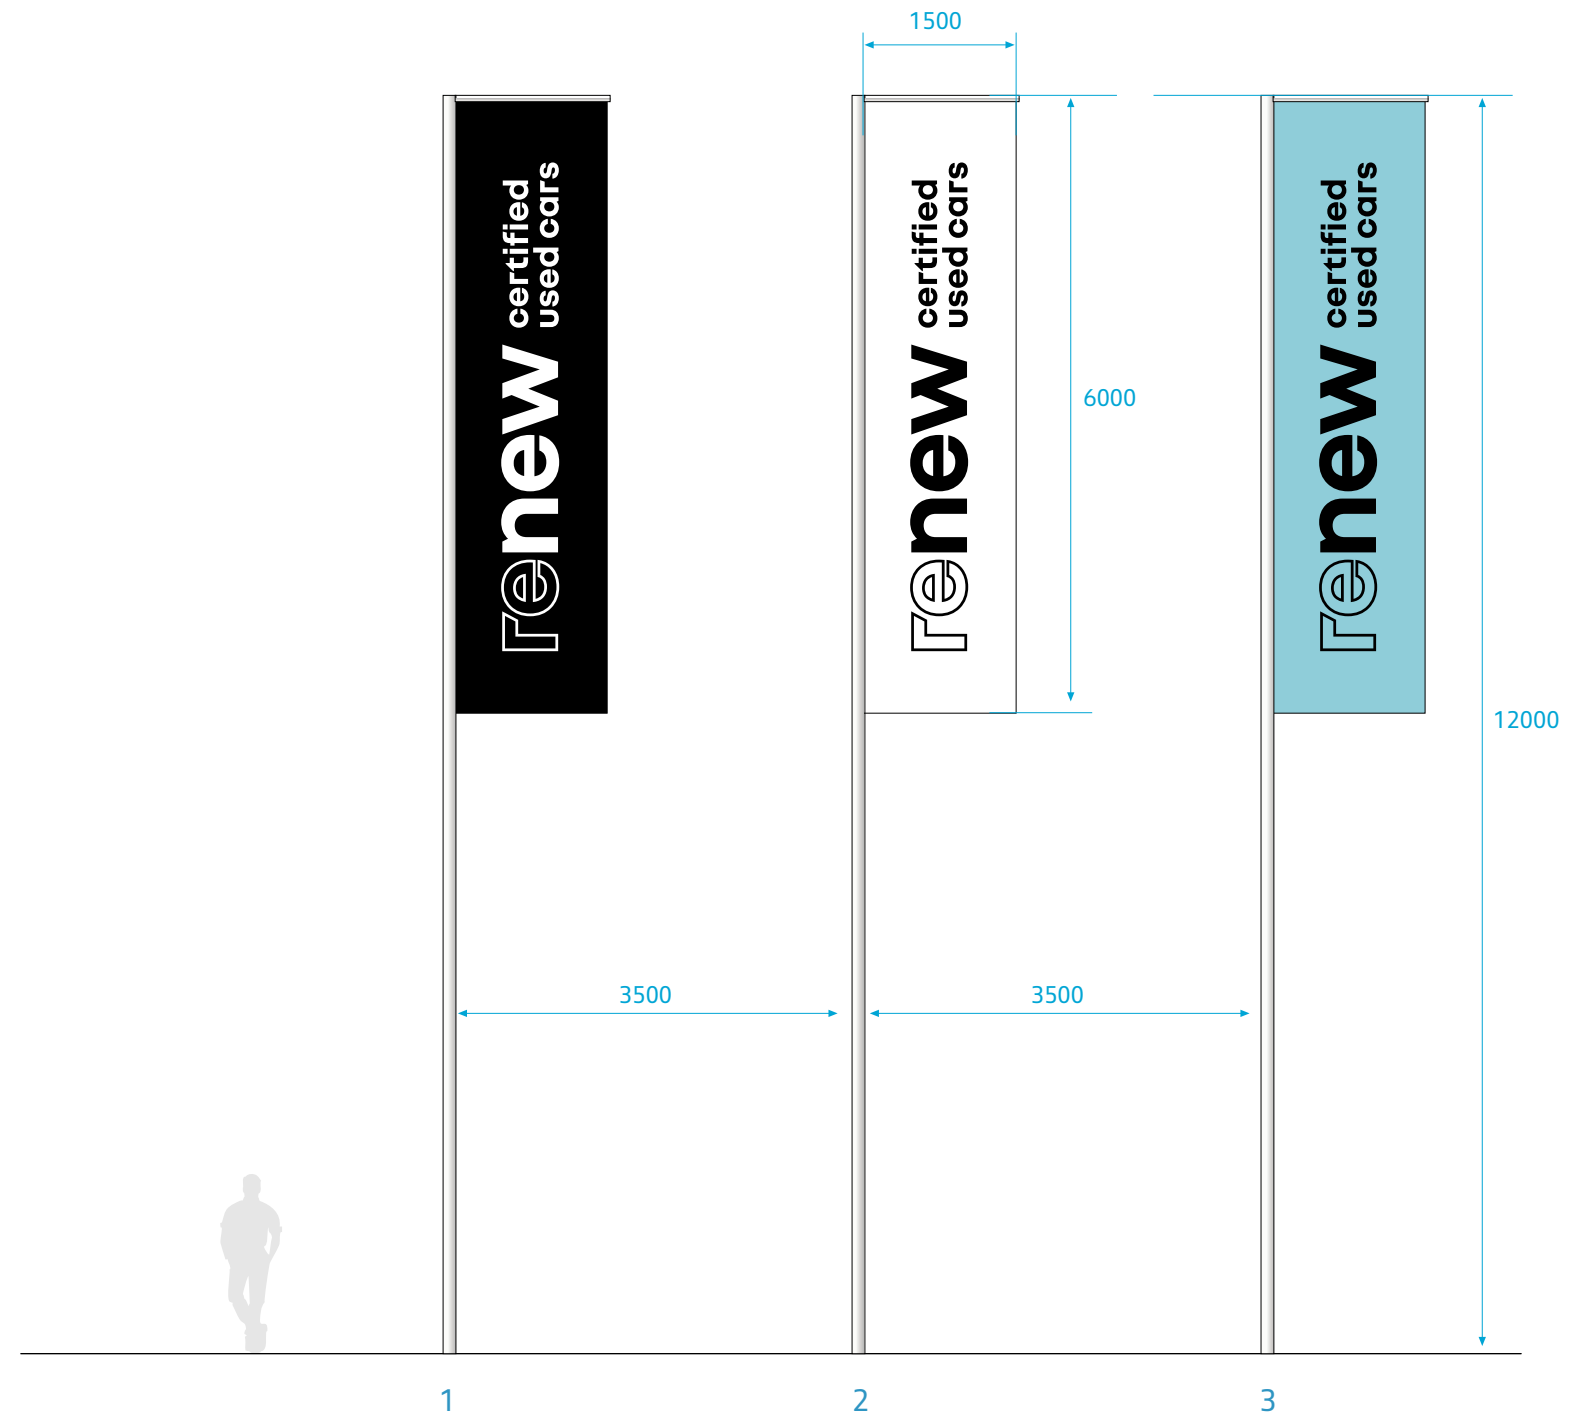 1500
renew certified
used cars
renew certified
used cars
renew certified
used cars
6000
12000
3500
3500
1
2
3